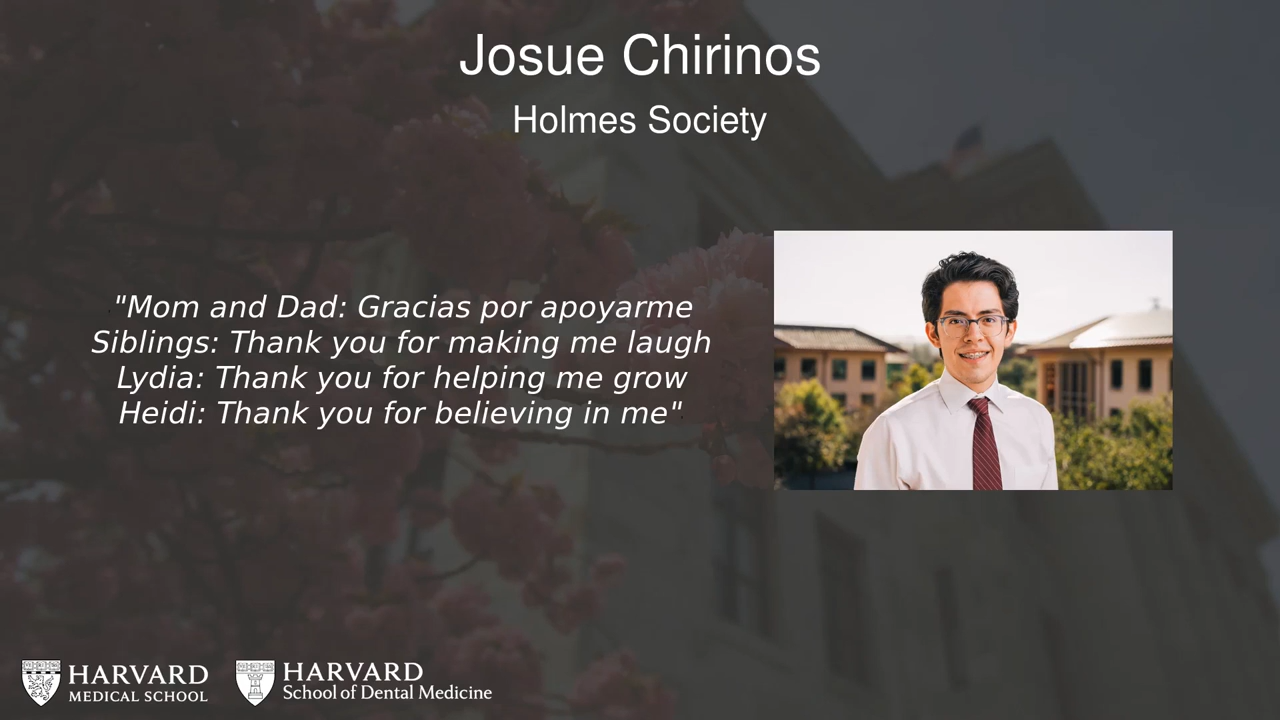 Josue Chirinos
Holmes Society
"Mom and Dad: Gracias por apoyarme
Siblings: Thank you for making me laugh
Lydia: Thank you for helping me grow
Heidi: Thank you for believing in me"
HARVARD
MEDICAL SCHOOL
HARVARD
School of Dental Medicine